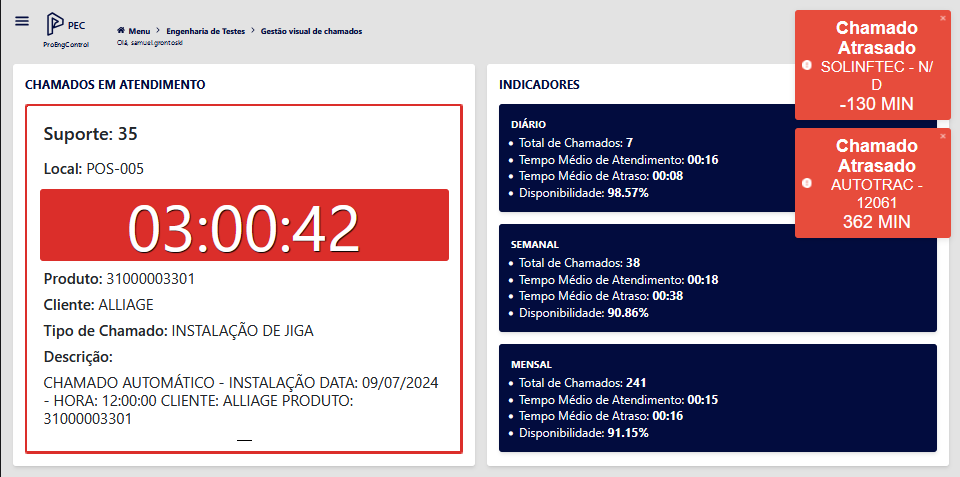 PEC
ProEngControl
Menu > Engenharia de Testes > Gestão visual de chamados
Olá, samuel.grontoski
CHAMADOS EM ATENDIMENTO
Suporte: 35
Local: POS-005
03:00:42
Produto: 31000003301
Cliente: ALLIAGE
Tipo de Chamado: INSTALAÇÃO DE JIGA
Descrição:
CHAMADO AUTOMÁTICO - INSTALAÇÃO DATA: 09/07/2024
- HORA: 12:00:00 CLIENTE: ALLIAGE PRODUTO:
31000003301
INDICADORES
DIÁRIO
Total de Chamados: 7
Tempo Médio de Atendimento: 00:16
Tempo Médio de Atraso: 00:08
Disponibilidade: 98.57%
SEMANAL
Total de Chamados: 38
Tempo Médio de Atendimento: 00:18
Tempo Médio de Atraso: 00:38
Disponibilidade: 90.86%
MENSAL
Total de Chamados: 241
Tempo Médio de Atendimento: 00:15
Tempo Médio de Atraso: 00:16
Disponibilidade: 91.15%
Chamado
Atrasado
SOLINFTEC - N/
D
-130 MIN
Chamado
Atrasado
AUTOTRAC -
12061
362 MIN